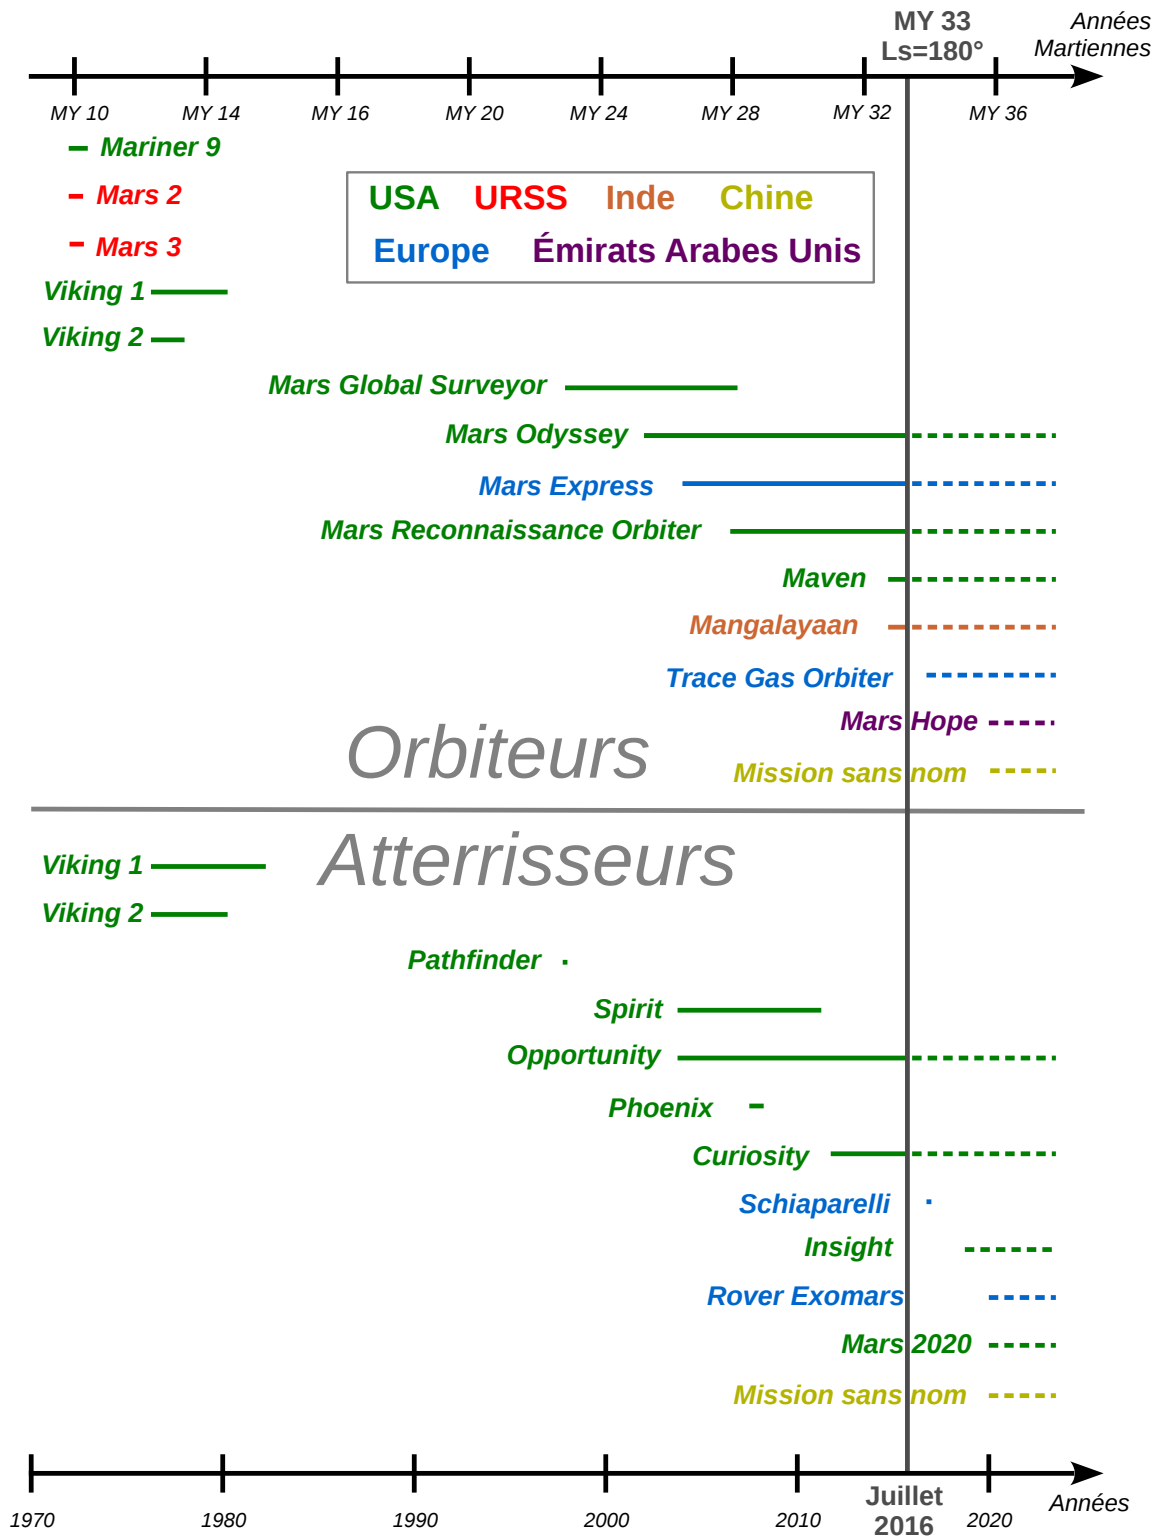 MY 33
Ls=180°
Années
Martiennes
MY 10 MY 14 MY 16 MY 20 MY 24 MY 28 MY 32 MY 36
Mariner 9
Mars 2
Mars 3
USA URSS Inde Chine
Europe Émirats Arabes Unis
Viking 1
Viking 2
Mars Global Surveyor
Mars Odyssey
Mars Express
Mars Reconnaissance Orbiter
Maven
Mangalayaan
Trace Gas Orbiter
Mars Hope
Orbiteurs
Mission sans nom
Atterrisseurs
Viking 1
Viking 2
Pathfinder
Spirit
Opportunity
Phoenix
Curiosity
Schiaparelli
Insight
Rover Exomars
Mars 2020
Mission sans nom
Juillet
2016
Années
1970 1980 1990 2000 2010 2020